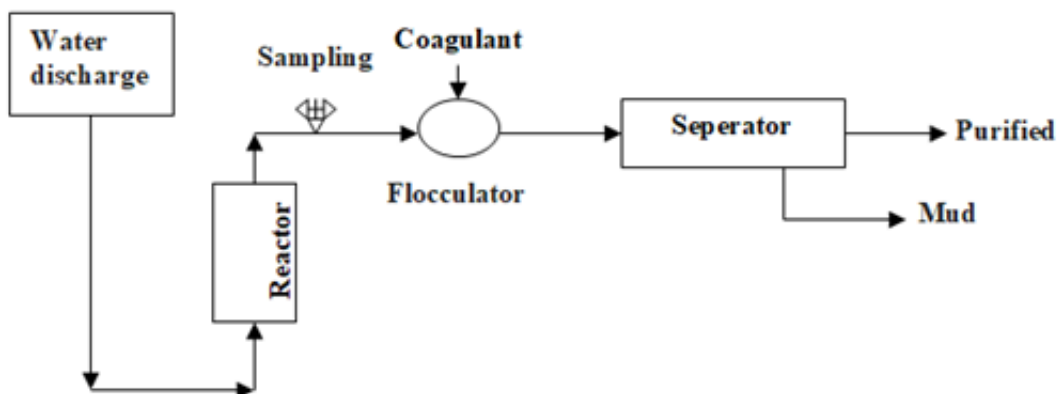 Water
discharge
Sampling
Coagulant
Flocculator
Reactor
Seperator
Purified
Mud